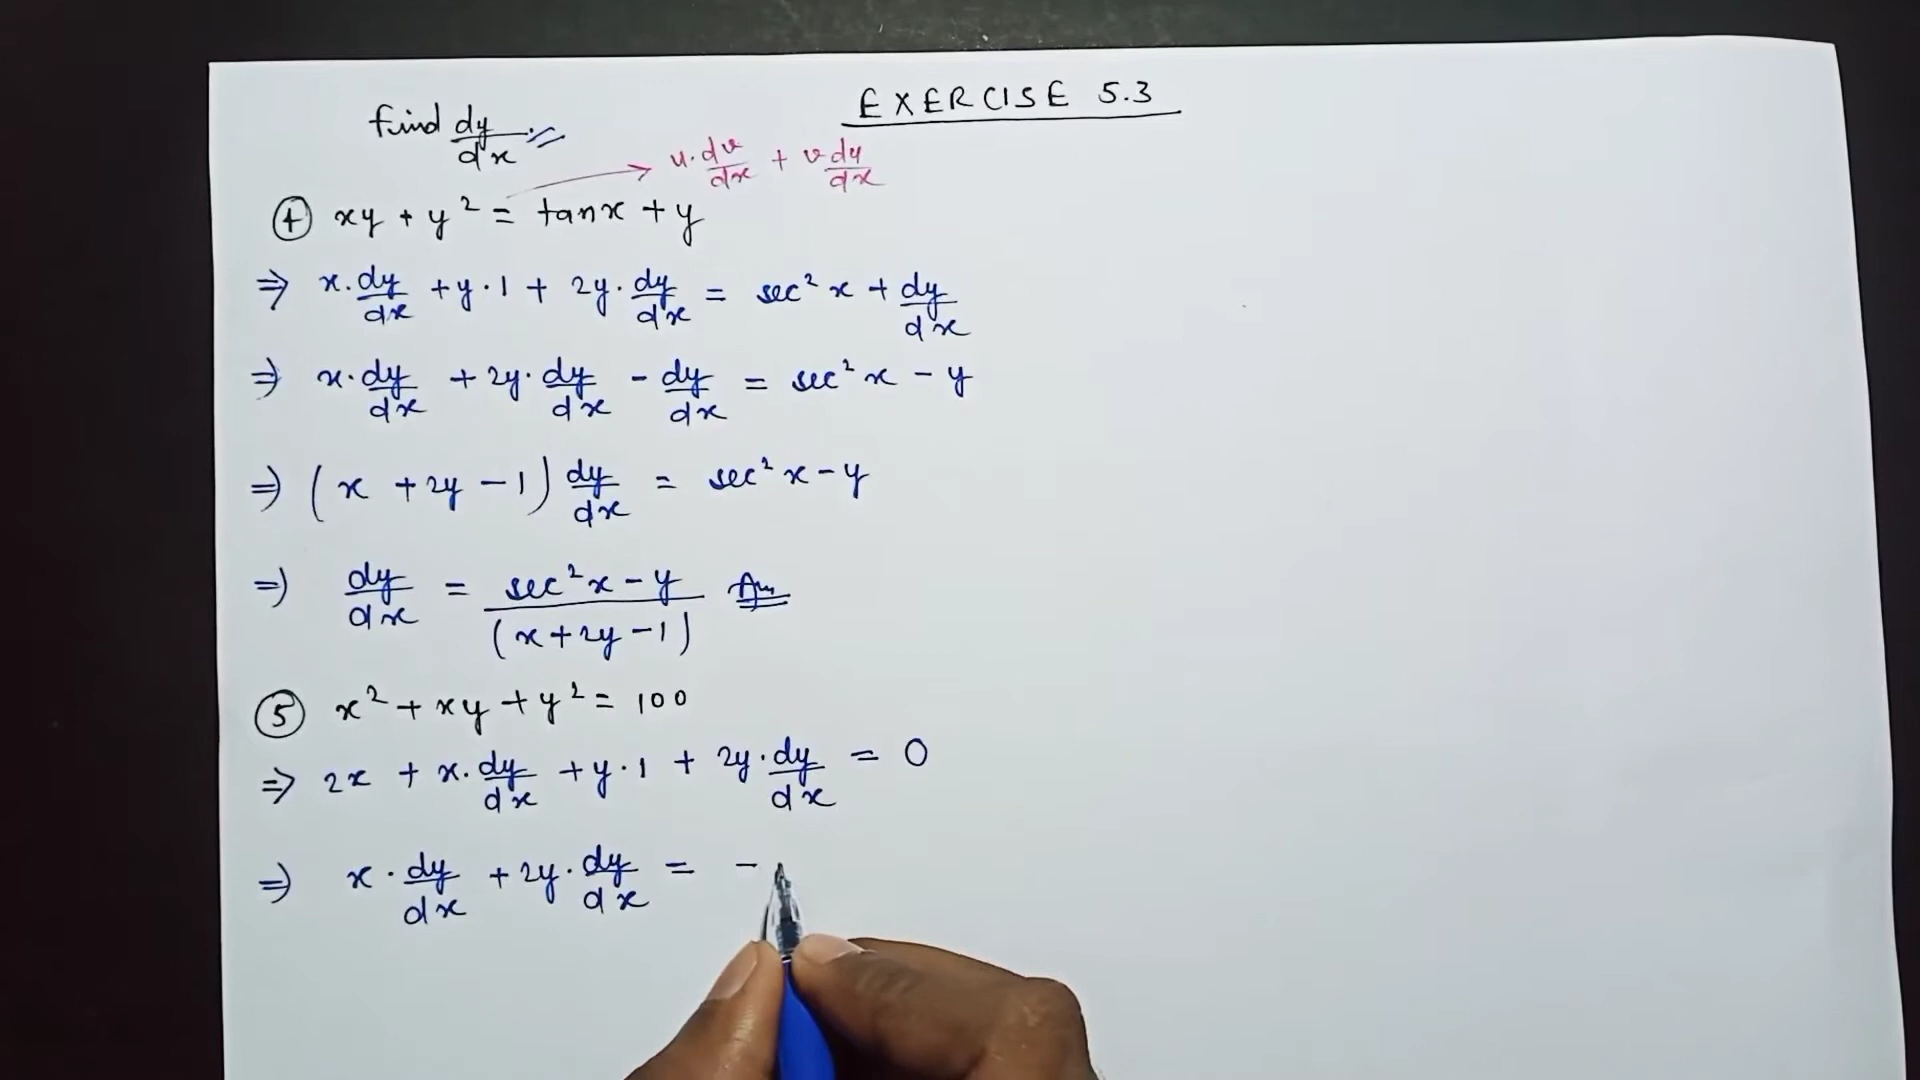 EXERCISE 5.3
find dy/dx
u.dv/dx + v dy/dx
④ xy + y² = tanx + y
⇒ x.dy/dx + y.1 + 2y.dy/dx = sec²x + dy/dx
⇒ x.dy/dx + 2y.dy/dx - dy/dx = sec²x - y
⇒ (x + 2y - 1) dy/dx = sec²x - y
⇒ dy/dx = sec²x - y/(x+2y-1) Ans
⑤ x² + xy + y² = 100
⇒ 2x + x.dy/dx + y.1 + 2y.dy/dx = 0
⇒ x.dy/dx + 2y.dy/dx = -